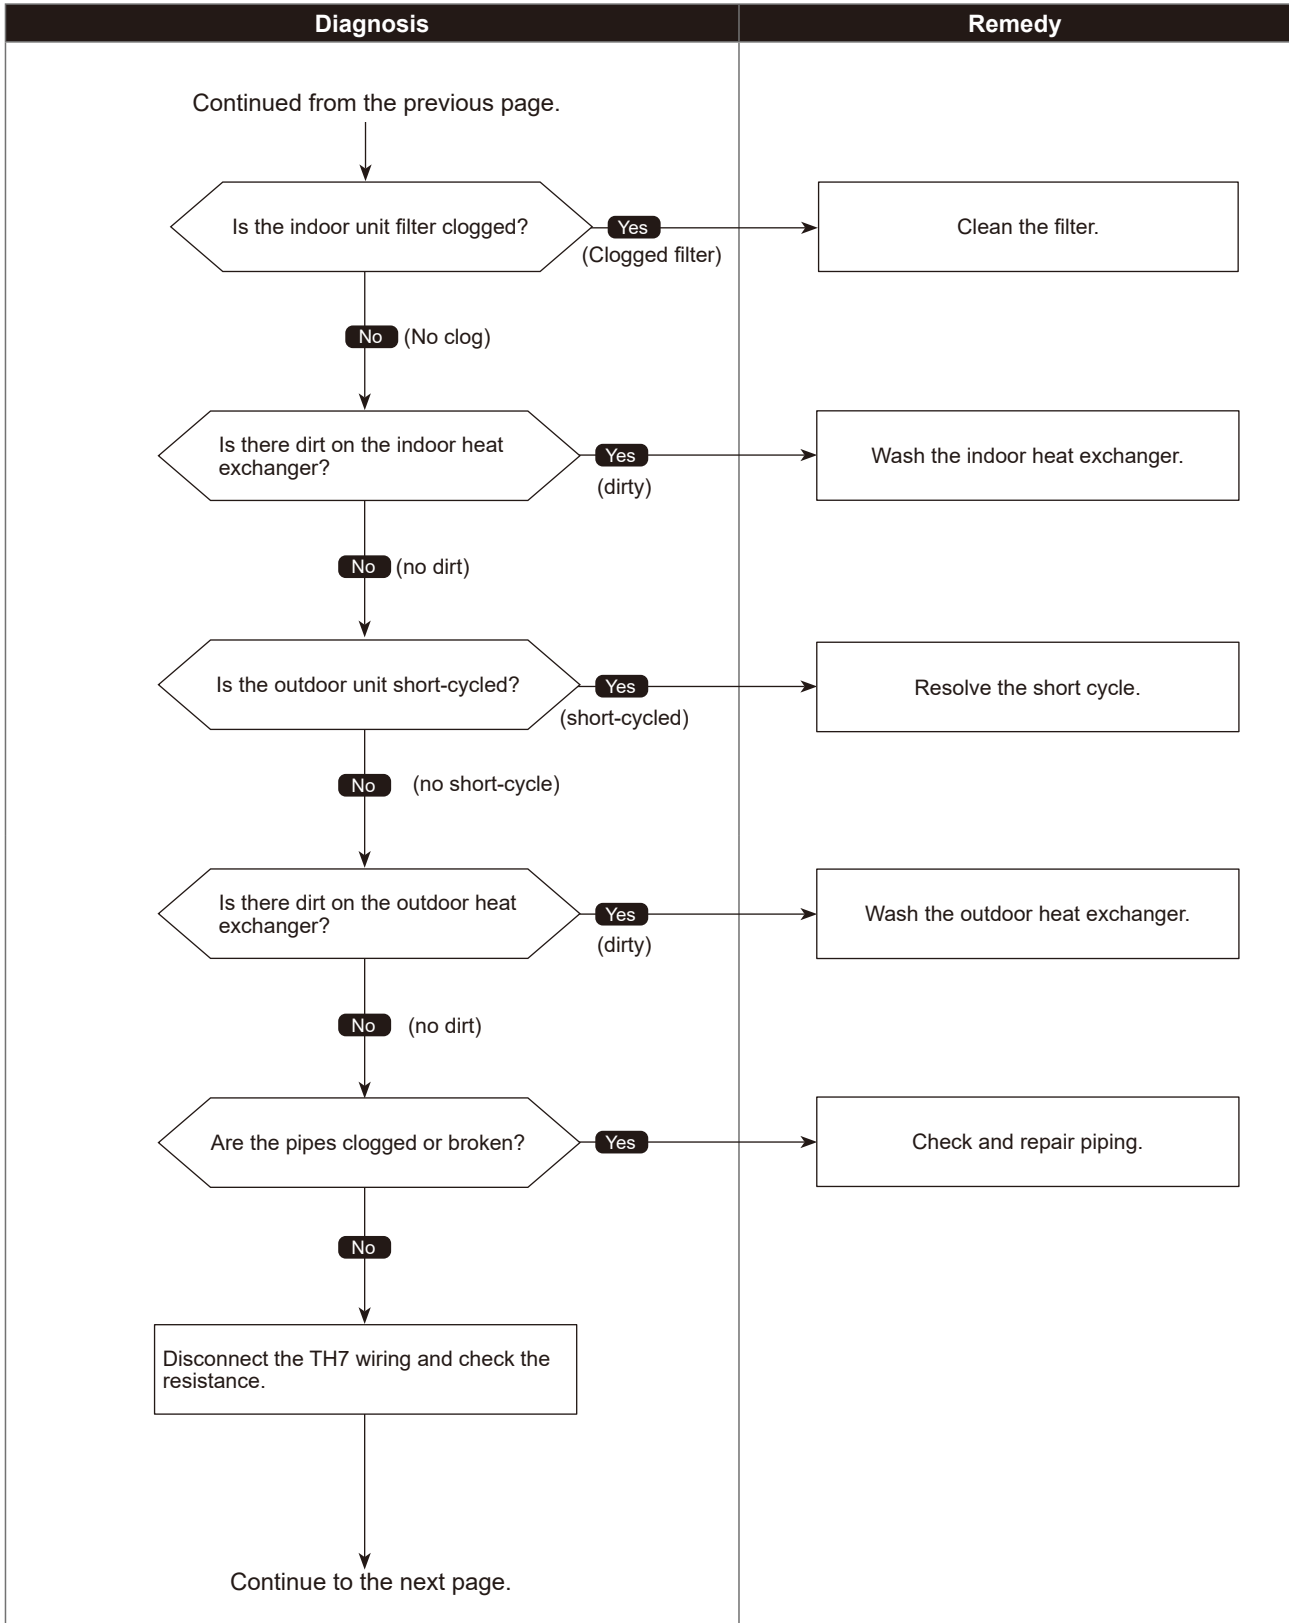 Diagnosis
Remedy
Continued from the previous page.
Is the indoor unit filter clogged?
Yes
(Clogged filter)
Clean the filter.
No (No clog)
Is there dirt on the indoor heat
exchanger?
Yes
(dirty)
Wash the indoor heat exchanger.
No (no dirt)
Is the outdoor unit short-cycled?
Yes
(short-cycled)
Resolve the short cycle.
No (no short-cycle)
Is there dirt on the outdoor heat
exchanger?
Yes
(dirty)
Wash the outdoor heat exchanger.
No (no dirt)
Are the pipes clogged or broken?
Yes
Check and repair piping.
No
Disconnect the TH7 wiring and check the
resistance.
Continue to the next page.